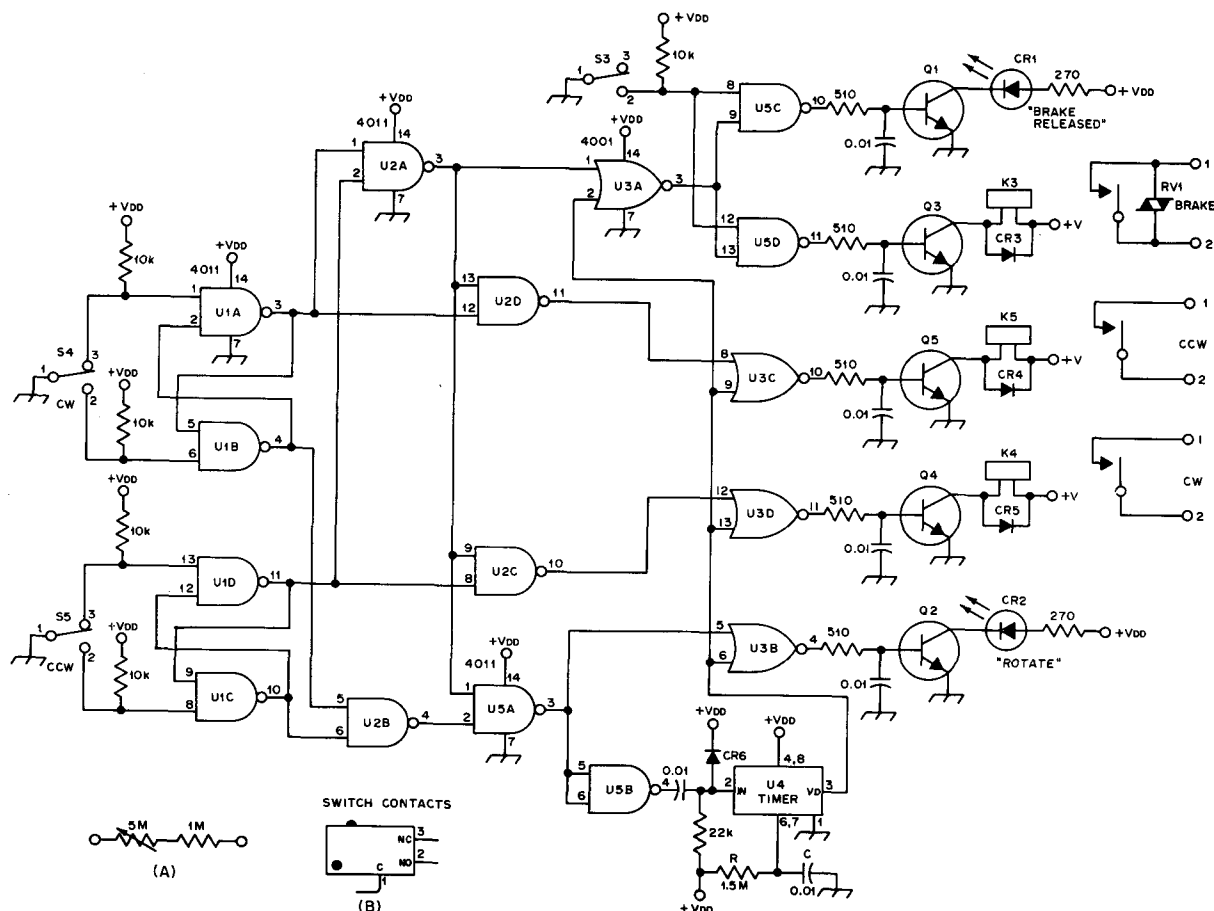 +VDD
S3
3
1
2
10k
8
9
U5C
10
510
0.01
Q1
CR1
270
+VDD
"BRAKE
RELEASED"
+VDD
4011
14
1
2
U2A
3
7
+VDD
4001
14
1
2
U3A
3
7
12
13
U5D
11
510
0.01
Q3
K3
CR3
+V
1
RV1
BRAKE
2
+VDD
10k
+VDD
4011
14
1
2
U1A
3
7
13
12
U2D
11
8
9
U3C
10
510
0.01
Q5
K5
CR4
+V
1
CCW
2
S4
3
1
2
CW
+VDD
10k
5
6
U1B
4
12
13
U3D
11
510
0.01
Q4
K4
CR5
+V
1
CW
2
+VDD
10k
13
12
U1D
11
9
8
U2C
10
S5
3
1
2
CCW
+VDD
10k
9
8
U1C
10
5
6
U2B
4
+VDD
4011
14
1
2
U5A
3
7
5
6
U3B
4
510
0.01
Q2
CR2
270
+VDD
"ROTATE"
5
6
U5B
4
0.01
+VDD
CR6
+VDD
4,8
2
IN
U4
TIMER
VD
3
6,7
1
22k
R
1.5M
C
0.01
+VDD
5M
1M
(A)
SWITCH CONTACTS
NC
3
NO
2
C
1
(B)